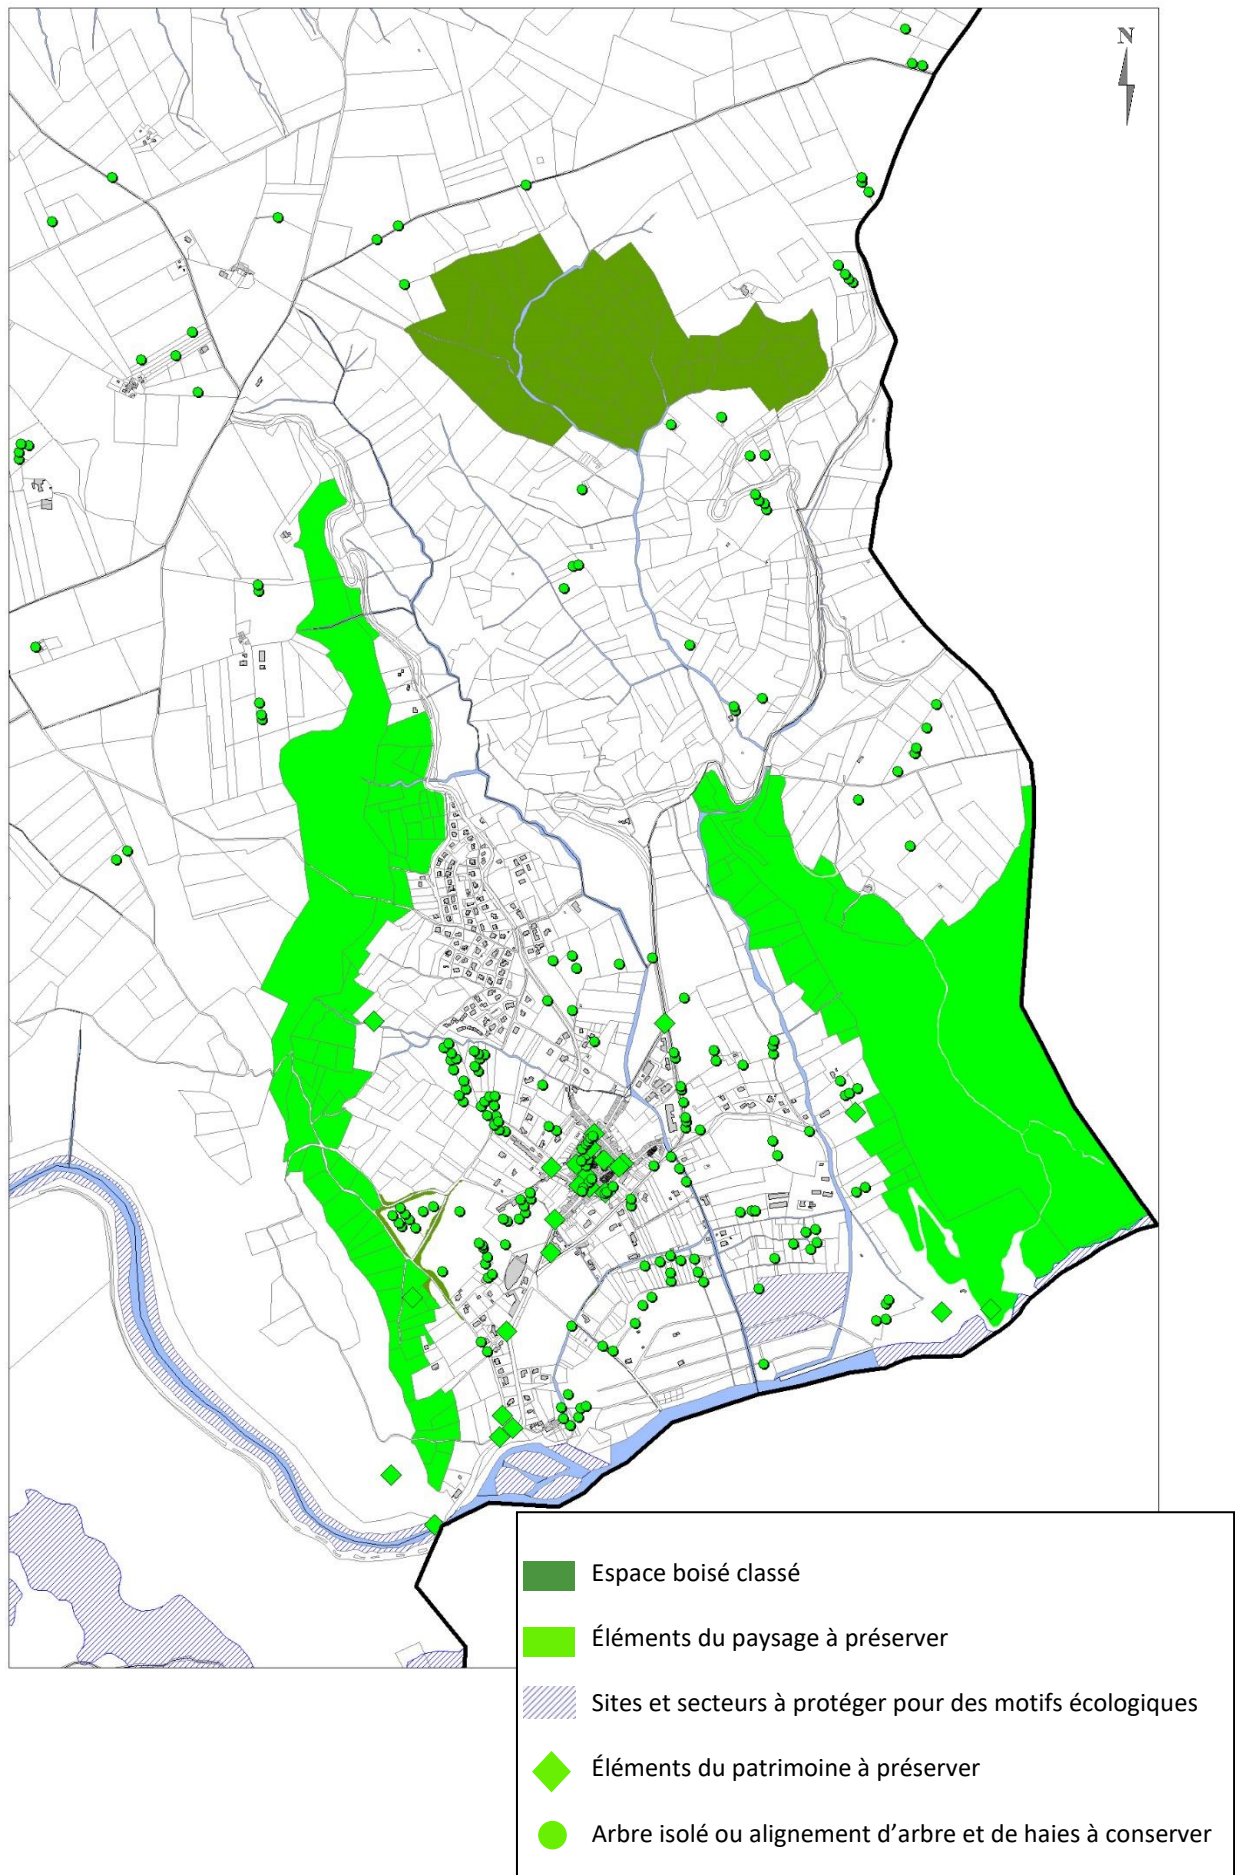 N
Espace boisé classé
Éléments du paysage à préserver
Sites et secteurs à protéger pour des motifs écologiques
Éléments du patrimoine à préserver
Arbre isolé ou alignement d’arbre et de haies à conserver